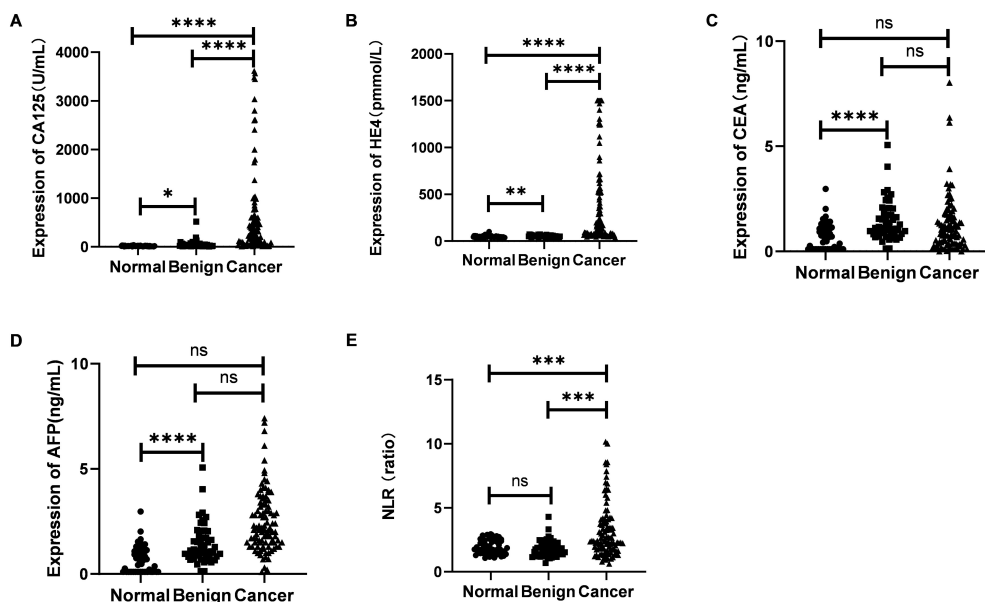 A
Expression of CA125（U/mL）
4000
3000
2000
1000
0
****
****
*
Normal Benign Cancer
B
Expression of HE4（pmmol/L）
2000
1500
1000
500
0
****
****
**
Normal Benign Cancer
C
Expression of CEA（ng/mL）
10
5
0
ns
ns
****
Normal Benign Cancer
D
Expression of AFP(ng/mL)
10
5
0
ns
ns
****
Normal Benign Cancer
E
NLR（ratio）
15
10
5
0
***
***
ns
Normal Benign Cancer